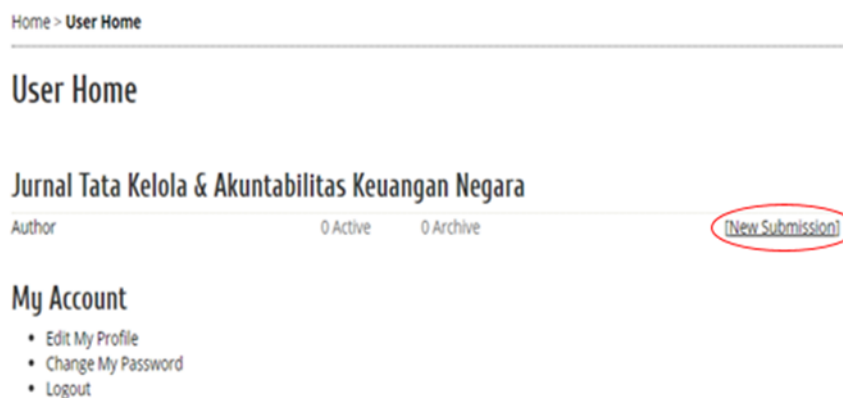 Home > User Home
User Home
Jurnal Tata Kelola & Akuntabilitas Keuangan Negara
Author 0 Active 0 Archive [New Submission]
My Account
• Edit My Profile
• Change My Password
• Logout